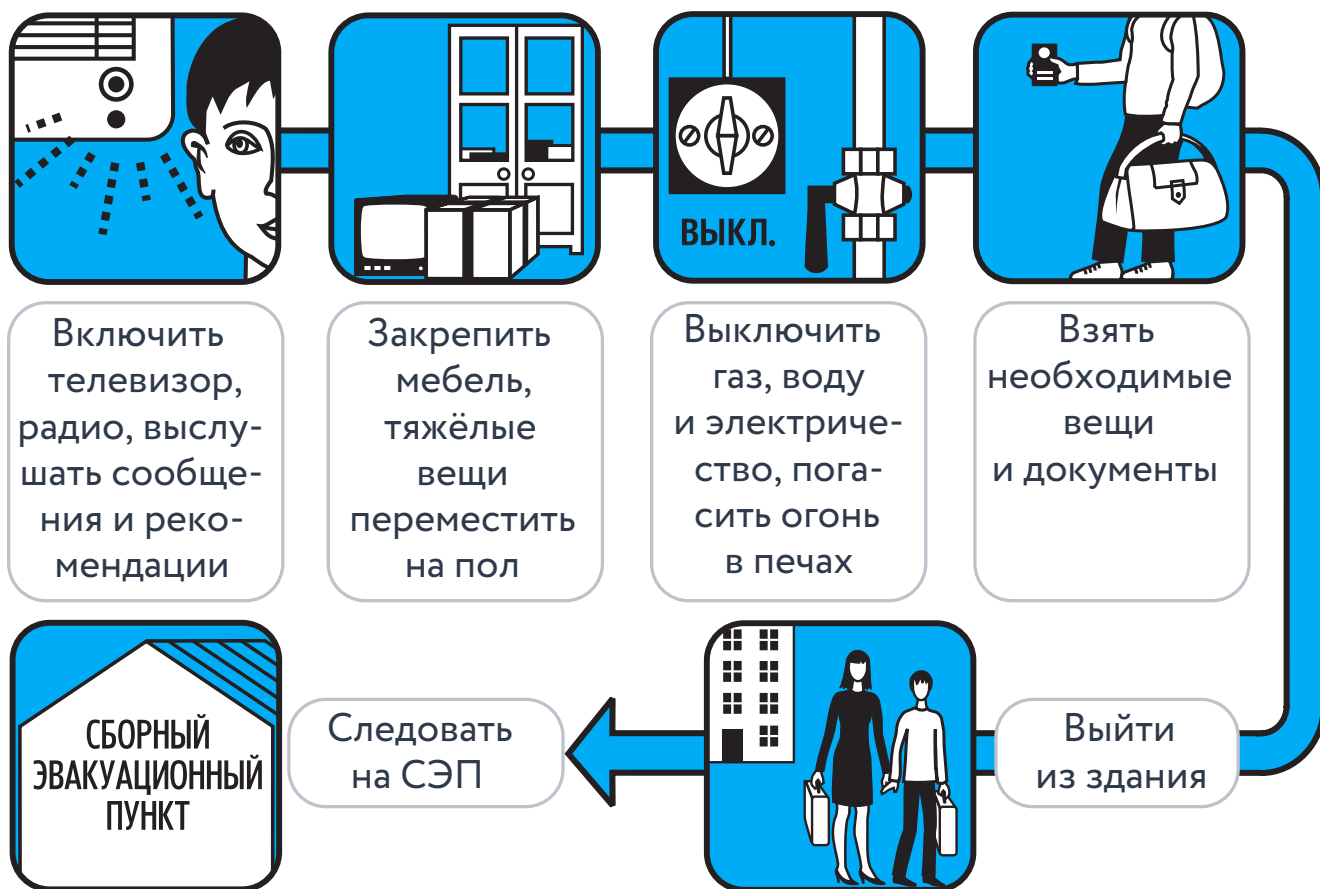 ВЫКЛ.
Включить
телевизор,
радио, выслу-
шать сообще-
ния и реко-
мендации
Закрепить
мебель,
тяжёлые
вещи
переместить
на пол
Выключить
газ, воду
и электриче-
ство, пога-
сить огонь
в печах
Взять
необходимые
вещи
и документы
Выйти
из здания
Следовать
на СЭП
СБОРНЫЙ
ЭВАКУАЦИОННЫЙ
ПУНКТ